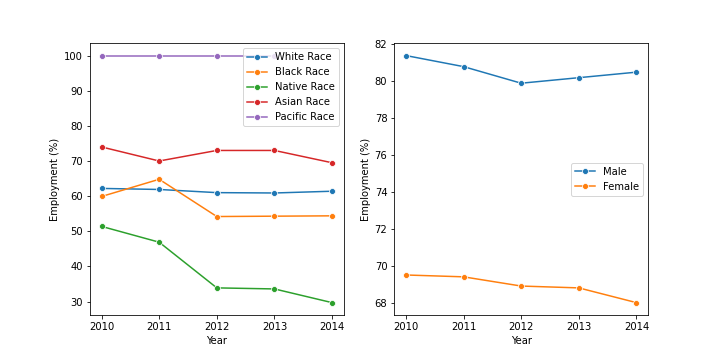 100
90
80
70
60
50
40
30
Employment (%)
2010
2011
2012
2013
2014
Year
White Race
Black Race
Native Race
Asian Race
Pacific Race
82
80
78
76
74
72
70
68
Employment (%)
2010
2011
2012
2013
2014
Year
Male
Female